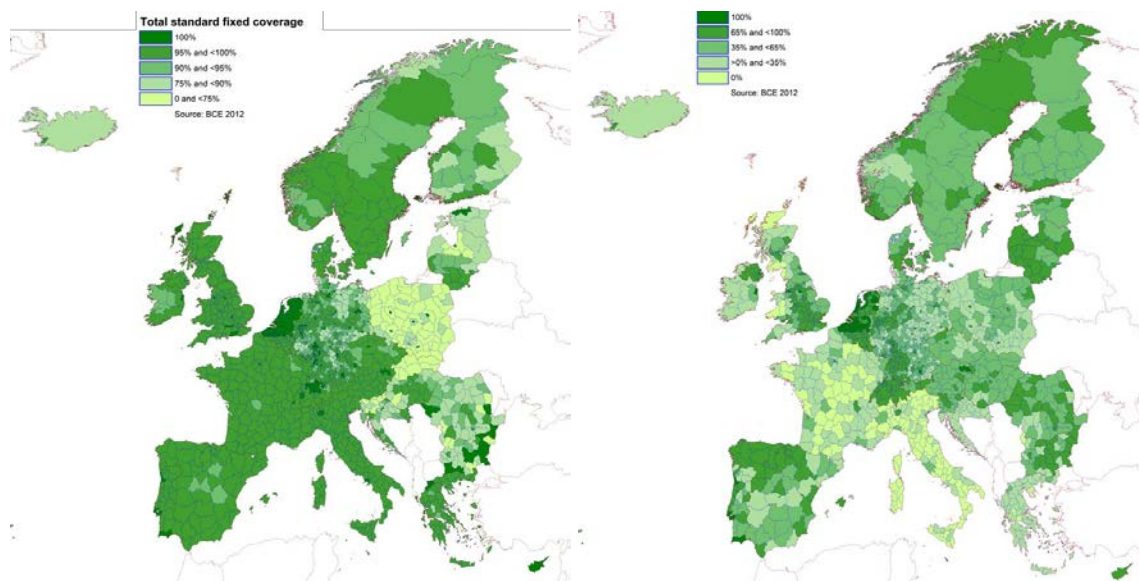 Total standard fixed coverage
100%
95% and <100%
90% and <95%
75% and <90%
0 and <75%
Source: BCE 2012
100%
65% and <100%
35% and <65%
>0% and <35%
0%
Source: BCE 2012